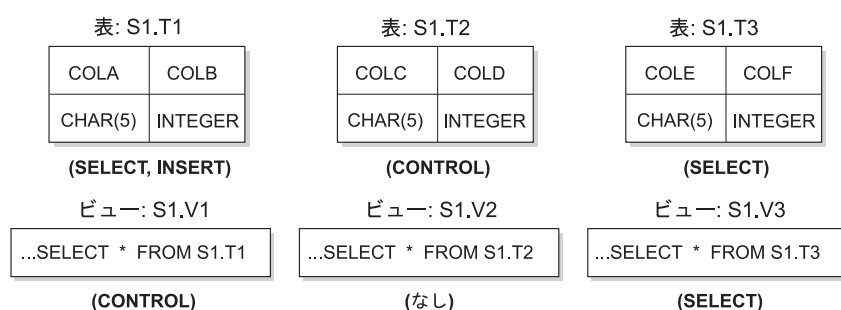 表: S1.T1
COLA COLB
CHAR(5) INTEGER
(SELECT, INSERT)
表: S1.T2
COLC COLD
CHAR(5) INTEGER
(CONTROL)
表: S1.T3
COLE COLF
CHAR(5) INTEGER
(SELECT)
ビュー: S1.V1
...SELECT * FROM S1.T1
(CONTROL)
ビュー: S1.V2
...SELECT * FROM S1.T2
(なし)
ビュー: S1.V3
...SELECT * FROM S1.T3
(SELECT)